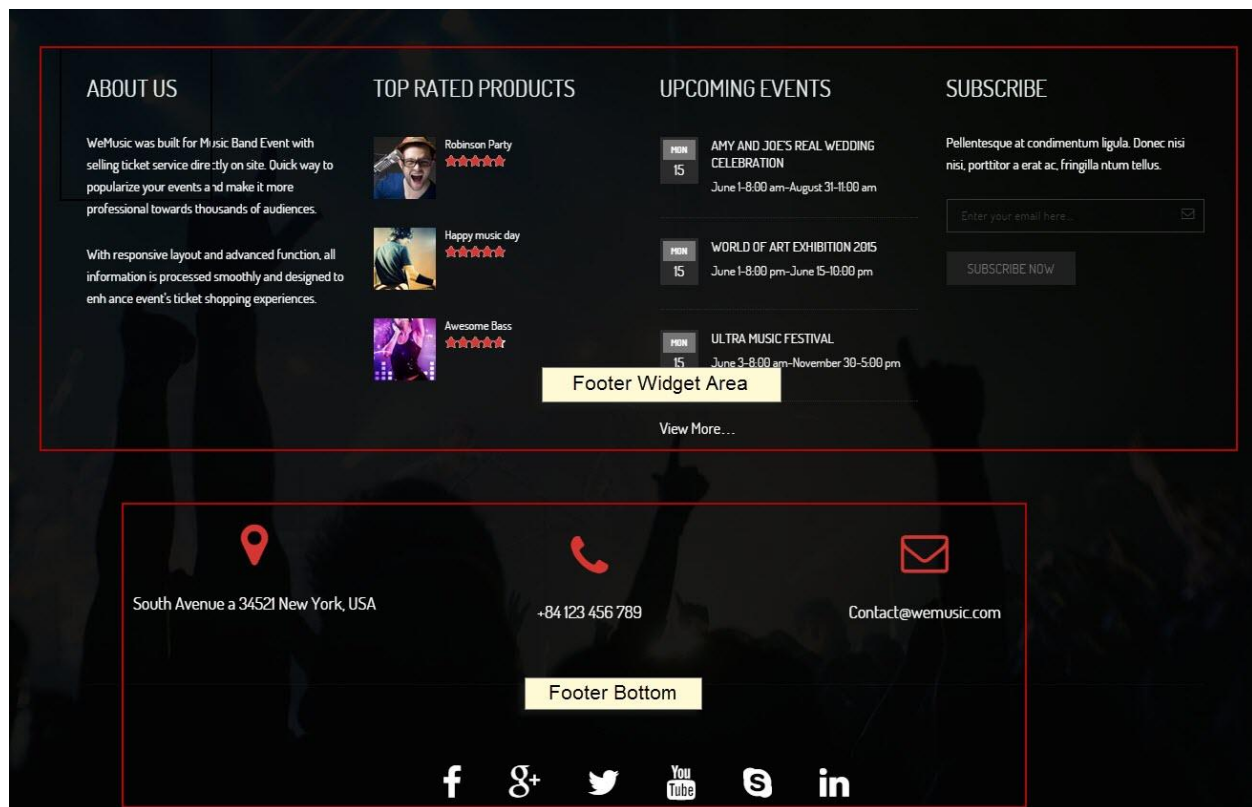 ABOUT US
WeMusic was built for Music Band Event with
selling ticket service directly on site. Quick way to
popularize your events and make it more
professional towards thousands of audiences.
With responsive layout and advanced function, all
information is processed smoothly and designed to
enh ance event's ticket shopping experiences.
TOP RATED PRODUCTS
Robinson Party
Happy music day
Awesome Bass
UPCOMING EVENTS
MON
15
AMY AND JOE'S REAL WEDDING
CELEBRATION
June 1-8:00 am-August 31-11:00 am
MON
15
WORLD OF ART EXHIBITION 2015
June 1-8:00 pm-June 15-10:00 pm
MON
15
ULTRA MUSIC FESTIVAL
June 3-8:00 am-November 30-5:00 pm
View More...
SUBSCRIBE
Pellentesque at condimentum ligula. Donec nisi
nisi, porttitor a erat ac, fringilla ntum tellus.
Enter your email here...
SUBSCRIBE NOW
Footer Widget Area
South Avenue a 34521 New York, USA
+84 123 456 789
Contact@wemusic.com
Footer Bottom
f
g+
You
Tube
S
in